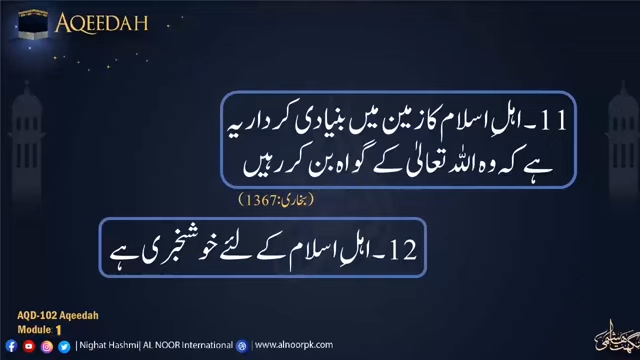 AQEEDAH
11۔ اہلِ اسلام کا زمین میں بنیادی کردار یہ
ہے کہ وہ اللہ تعالیٰ کے گواہ بن کر رہیں
(بخاری:1367)
12۔ اہلِ اسلام کے لئے خوشخبری ہے
AQD-102 Aqeedah
Module: 1
| Nighat Hashmi| AL NOOR International | www.alnoorpk.com
نگہت ہاشمی